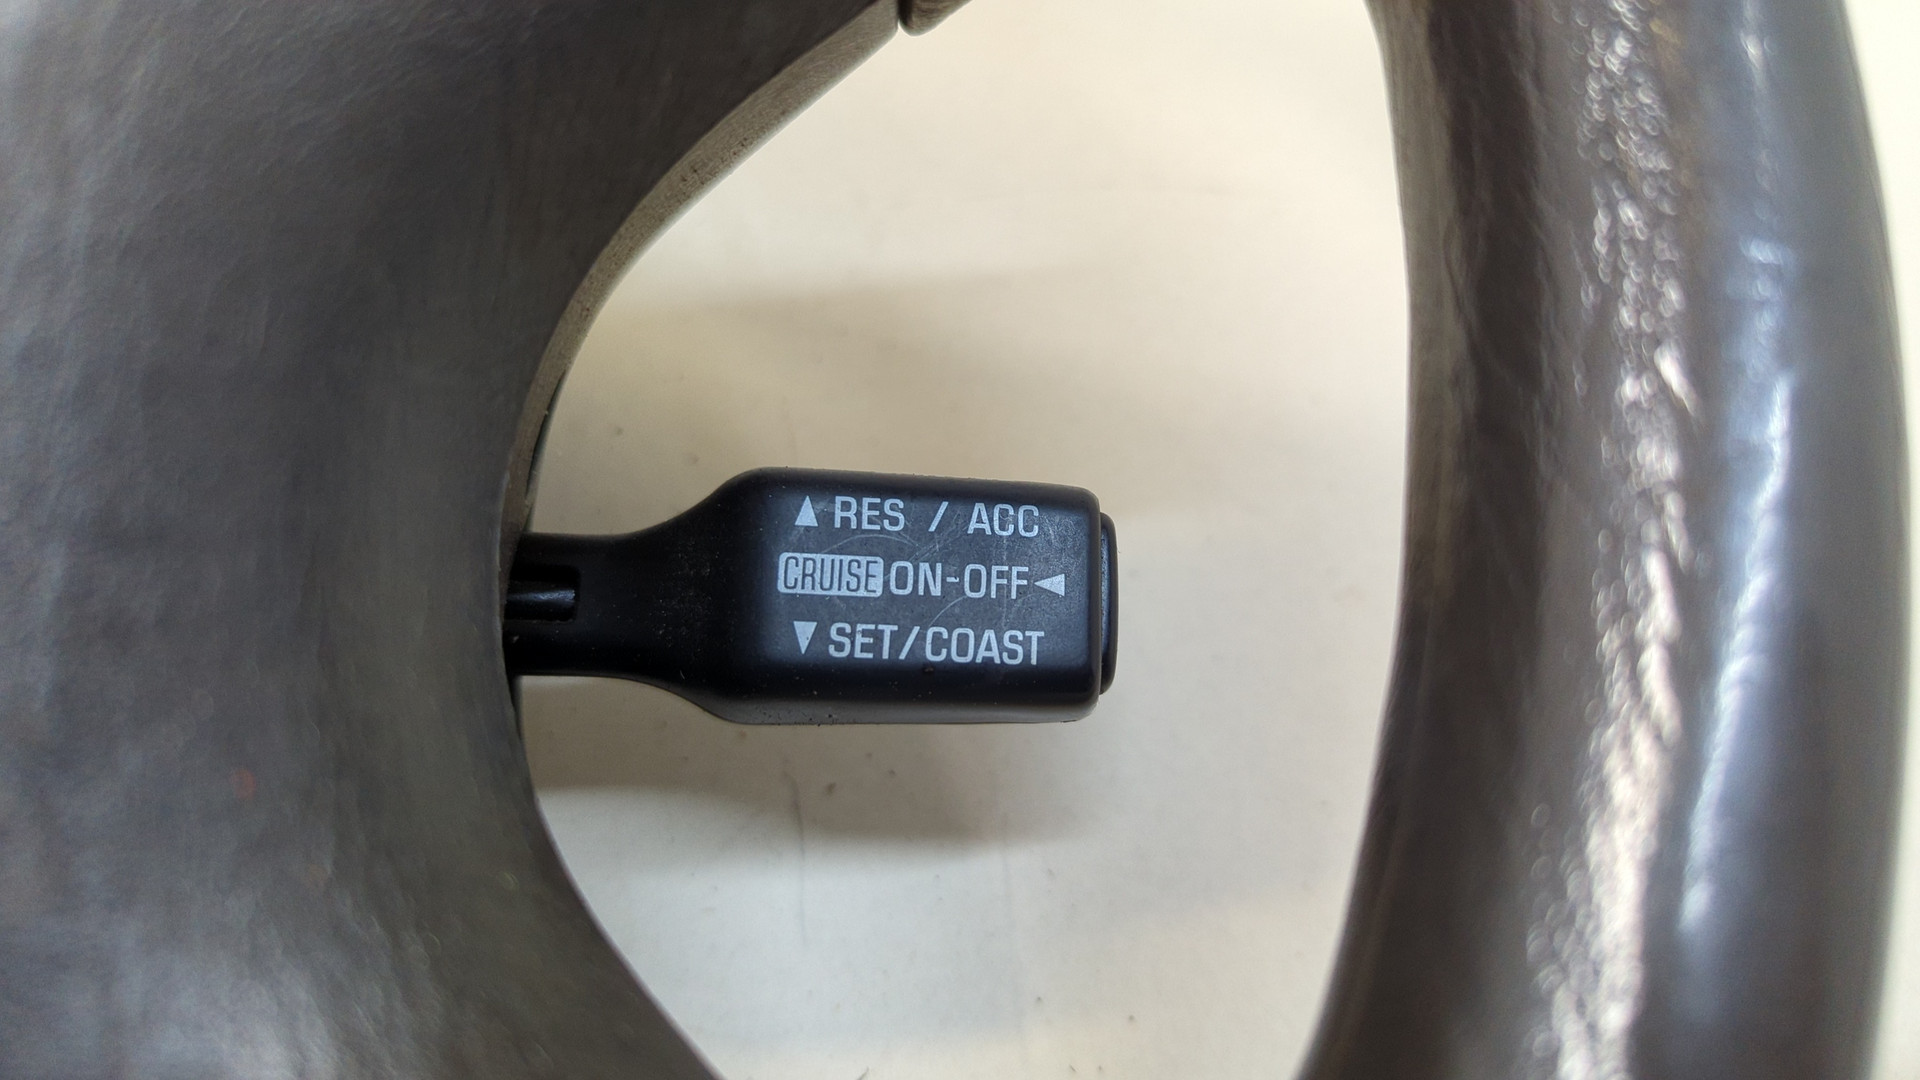 ▲ RES / ACC
CRUISE ON-OFF ◄
▼ SET/COAST